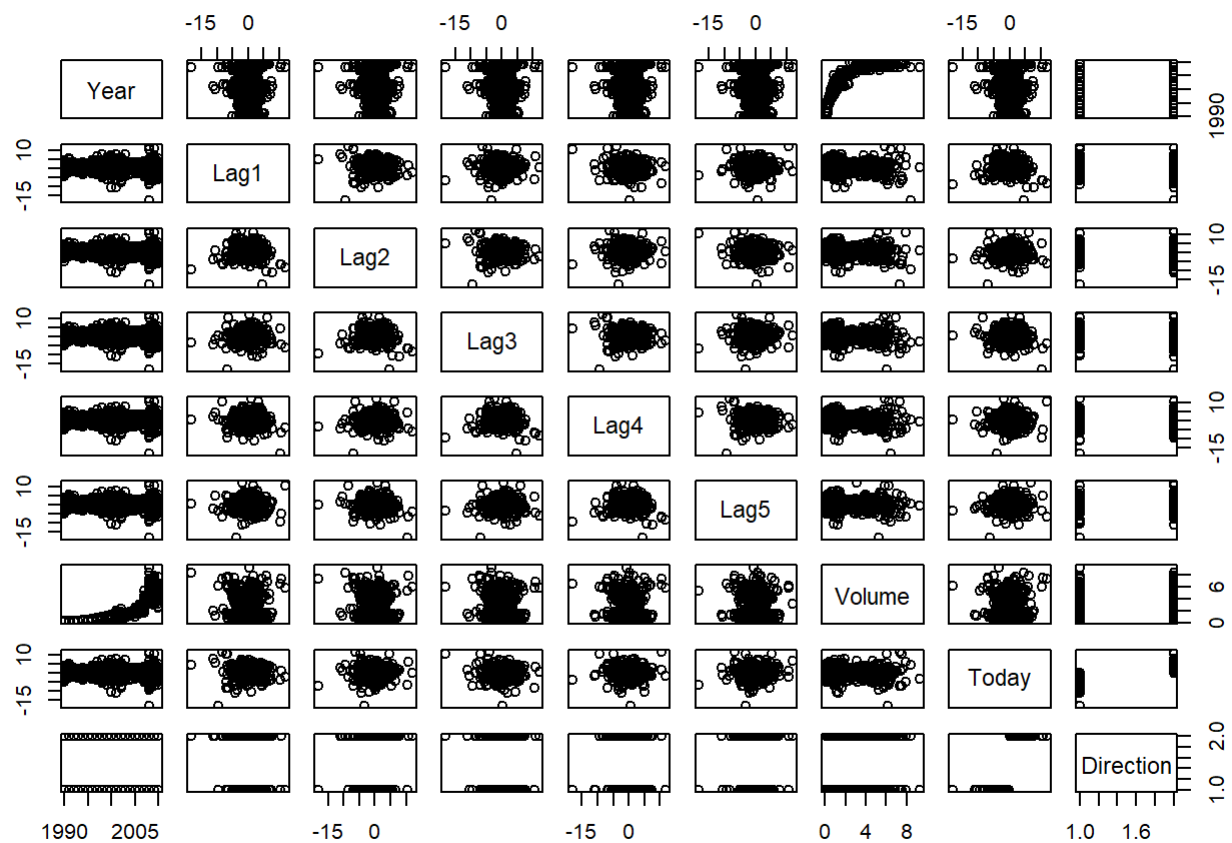 -15 0 -15 0 -15 0 -15 0
Year 1990
-15 10 Lag1
Lag2 -15 10
-15 10 Lag3
Lag4 -15 10
-15 10 Lag5
Volume 0 6
-15 10 Today
Direction 1.0 2.0
1990 2005 -15 0 -15 0 0 4 8 1.0 1.6